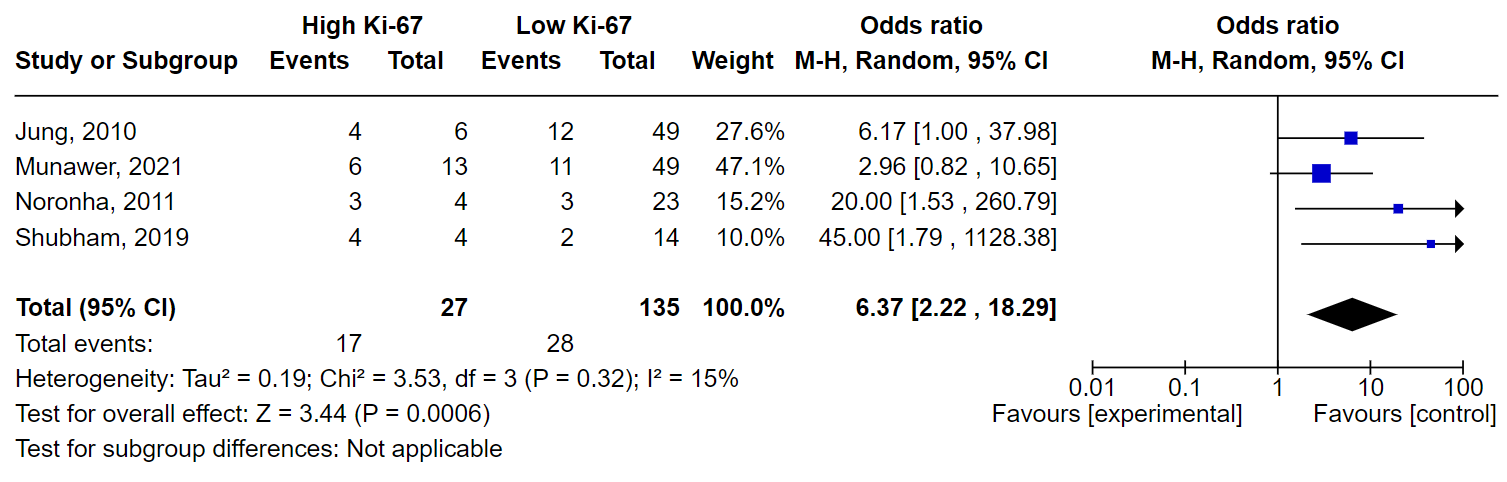 High Ki-67 Low Ki-67 Odds ratio Odds ratio
Study or Subgroup Events Total Events Total Weight M-H, Random, 95% CI M-H, Random, 95% CI
Jung, 2010 4 6 12 49 27.6% 6.17 [1.00 , 37.98]
Munawer, 2021 6 13 11 49 47.1% 2.96 [0.82 , 10.65]
Noronha, 2011 3 4 3 23 15.2% 20.00 [1.53 , 260.79]
Shubham, 2019 4 4 2 14 10.0% 45.00 [1.79 , 1128.38]
Total (95% CI) 27 135 100.0% 6.37 [2.22 , 18.29]
Total events: 17 28
Heterogeneity: Tau² = 0.19; Chi² = 3.53, df = 3 (P = 0.32); I² = 15%
0.01 0.1 1 10 100
Test for overall effect: Z = 3.44 (P = 0.0006)
Favours [experimental] Favours [control]
Test for subgroup differences: Not applicable